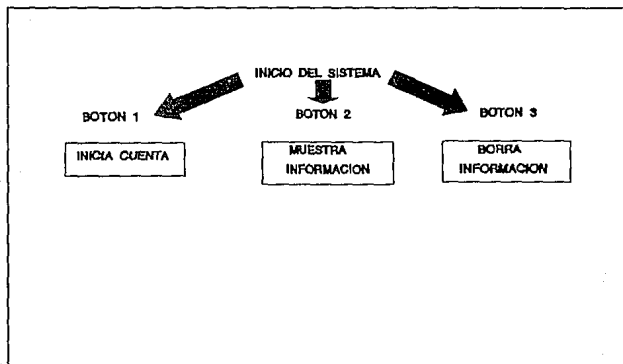 INICIO DEL SISTEMA
BOTON 1
BOTON 2
BOTON 3
INICIA CUENTA
MUESTRA
INFORMACION
BORRA
INFORMACION